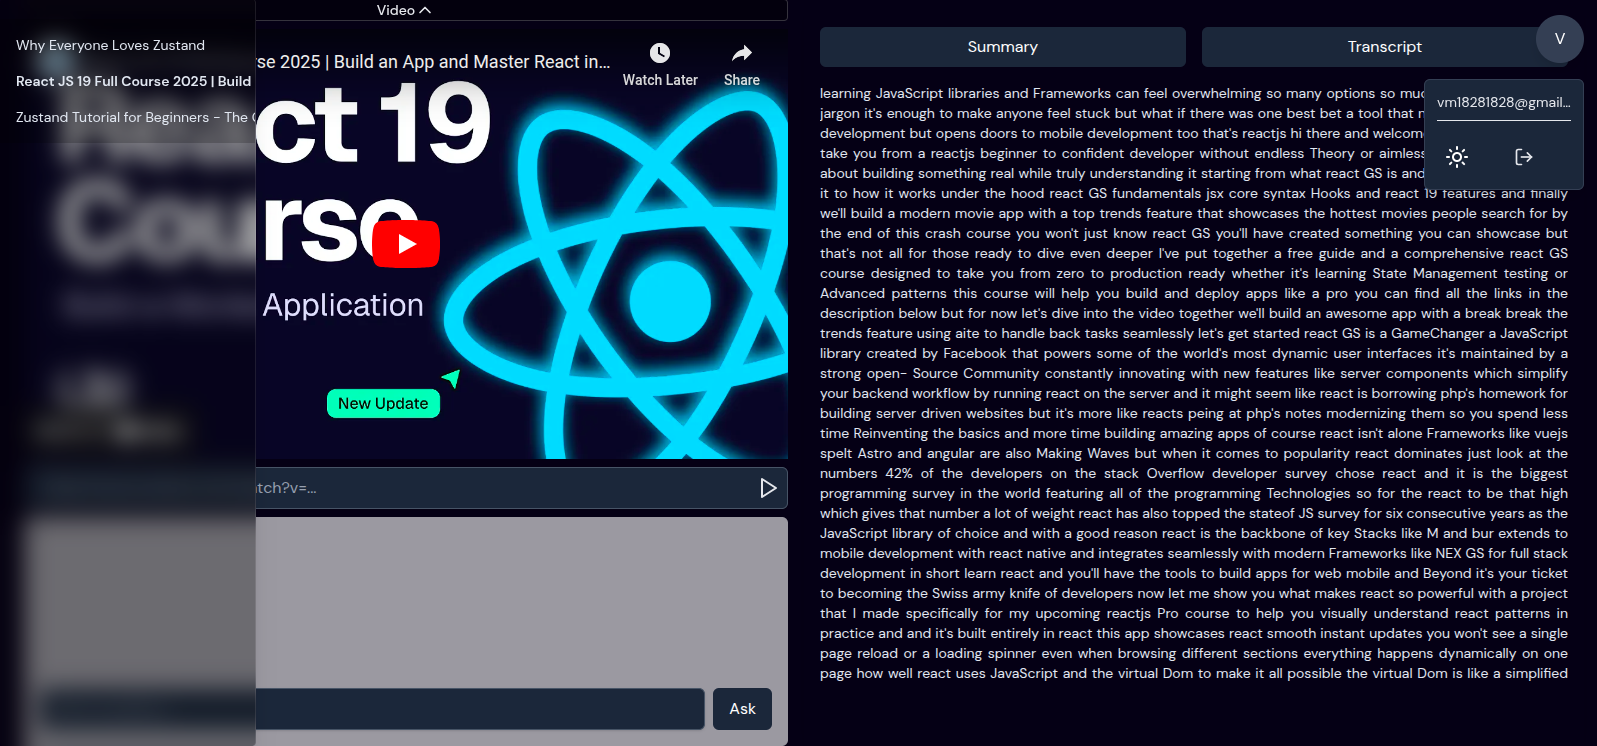 Video
Why Everyone Loves Zustand
React JS 19 Full Course 2025 | Build
Zustand Tutorial for Beginners - The
rse 2025 | Build an App and Master React in...
Watch Later
Share
ct 19
rse
Application
New Update
tch?v=...
Ask
Summary
Transcript
V
vm18281828@gmail...
learning JavaScript libraries and Frameworks can feel overwhelming so many options so muc
jargon it's enough to make anyone feel stuck but what if there was one best bet a tool that
development but opens doors to mobile development too that's reactjs hi there and welcom
take you from a reactjs beginner to confident developer without endless Theory or aimles
about building something real while truly understanding it starting from what react GS is and
it to how it works under the hood react GS fundamentals jsx core syntax Hooks and react 19 features and finally
we'll build a modern movie app with a top trends feature that showcases the hottest movies people search for by
the end of this crash course you won't just know react GS you'll have created something you can showcase but
that's not all for those ready to dive even deeper I've put together a free guide and a comprehensive react GS
course designed to take you from zero to production ready whether it's learning State Management testing or
Advanced patterns this course will help you build and deploy apps like a pro you can find all the links in the
description below but for now let's dive into the video together we'll build an awesome app with a break break the
trends feature using aite to handle back tasks seamlessly let's get started react GS is a GameChanger a JavaScript
library created by Facebook that powers some of the world's most dynamic user interfaces it's maintained by a
strong open- Source Community constantly innovating with new features like server components which simplify
your backend workflow by running react on the server and it might seem like react is borrowing php's homework for
building server driven websites but it's more like reacts peing at php's notes modernizing them so you spend less
time Reinventing the basics and more time building amazing apps of course react isn't alone Frameworks like vuejs
spelt Astro and angular are also Making Waves but when it comes to popularity react dominates just look at the
numbers 42% of the developers on the stack Overflow developer survey chose react and it is the biggest
programming survey in the world featuring all of the programming Technologies so for the react to be that high
which gives that number a lot of weight react has also topped the stateof JS survey for six consecutive years as the
JavaScript library of choice and with a good reason react is the backbone of key Stacks like M and bur extends to
mobile development with react native and integrates seamlessly with modern Frameworks like NEX GS for full stack
development in short learn react and you'll have the tools to build apps for web mobile and Beyond it's your ticket
to becoming the Swiss army knife of developers now let me show you what makes react so powerful with a project
that I made specifically for my upcoming reactjs Pro course to help you visually understand react patterns in
practice and and it's built entirely in react this app showcases react smooth instant updates you won't see a single
page reload or a loading spinner even when browsing different sections everything happens dynamically on one
page how well react uses JavaScript and the virtual Dom to make it all possible the virtual Dom is like a simplified